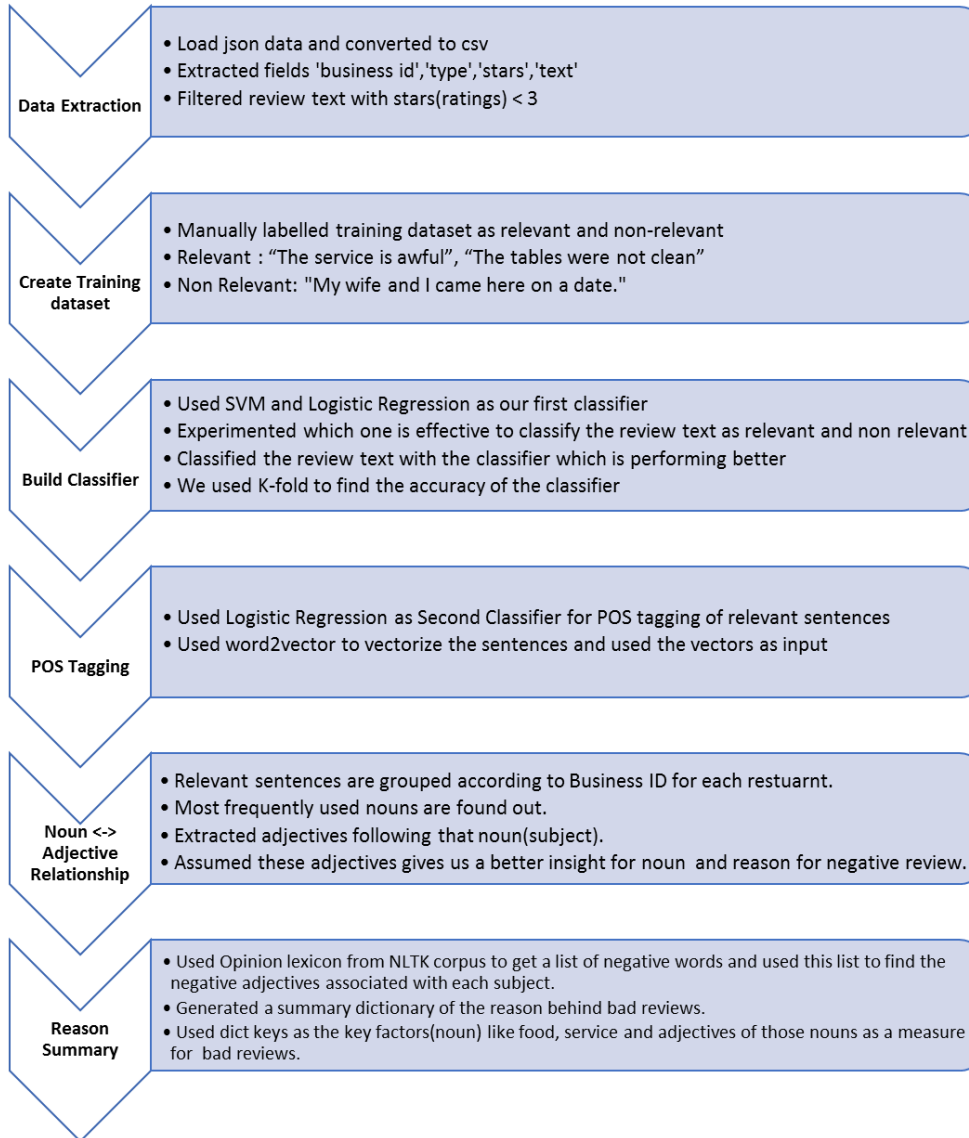 Data Extraction
• Load json data and converted to csv
• Extracted fields 'business id','type','stars','text'
• Filtered review text with stars(ratings) < 3
Create Training
dataset
• Manually labelled training dataset as relevant and non-relevant
• Relevant : “The service is awful”, “The tables were not clean”
• Non Relevant: "My wife and I came here on a date."
Build Classifier
• Used SVM and Logistic Regression as our first classifier
• Experimented which one is effective to classify the review text as relevant and non relevant
• Classified the review text with the classifier which is performing better
• We used K-fold to find the accuracy of the classifier
POS Tagging
• Used Logistic Regression as Second Classifier for POS tagging of relevant sentences
• Used word2vector to vectorize the sentences and used the vectors as input
Noun <->
Adjective
Relationship
• Relevant sentences are grouped according to Business ID for each restuarnt.
• Most frequently used nouns are found out.
• Extracted adjectives following that noun(subject).
• Assumed these adjectives gives us a better insight for noun and reason for negative review.
Reason
Summary
• Used Opinion lexicon from NLTK corpus to get a list of negative words and used this list to find the
negative adjectives associated with each subject.
• Generated a summary dictionary of the reason behind bad reviews.
• Used dict keys as the key factors(noun) like food, service and adjectives of those nouns as a measure
for bad reviews.